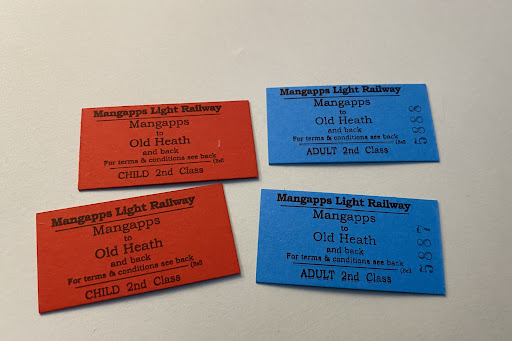 Mangapps Light Railway
Mangapps
to
Old Heath
and back
For terms & conditions see back
(3x)
CHILD 2nd Class
Mangapps Light Railway
Mangapps
to
Old Heath
and back
For terms & conditions see back
ADULT 2nd Class
5888
Mangapps Light Railway
Mangapps
to
Old Heath
and back
For terms & conditions see back
CHILD 2nd Class
Mangapps Light Railway
Mangapps
to
Old Heath
and back
For terms & conditions see back
ADULT 2nd Class
5887